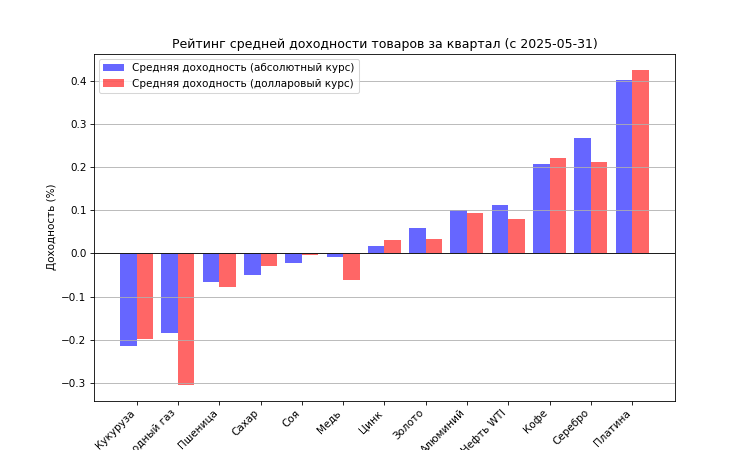 Рейтинг средней доходности товаров за квартал (с 2025-05-31)
Средняя доходность (абсолютный курс)
Средняя доходность (долларовый курс)
Доходность (%)
0.4
0.3
0.2
0.1
0.0
−0.1
−0.2
−0.3
Кукуруза
одный газ
Пшеница
Сахар
Соя
Медь
Цинк
Золото
Алюминий
Нефть WTI
Кофе
Серебро
Платина